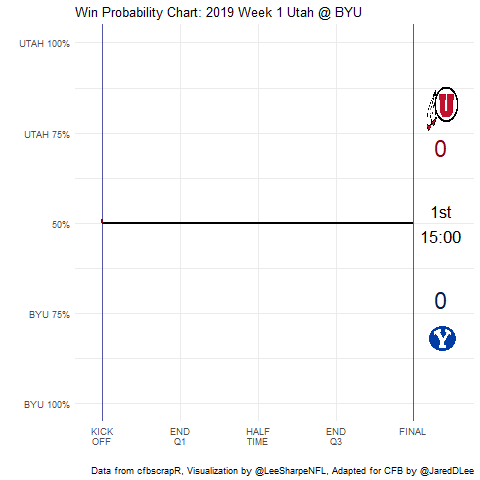 Win Probability Chart: 2019 Week 1 Utah @ BYU
UTAH 100%
UTAH 75%
50%
BYU 75%
BYU 100%
U
0
1st
15:00
0
Y
KICK OFF
END Q1
HALF TIME
END Q3
FINAL
Data from cfbscrapR, Visualization by @LeeSharpeNFL, Adapted for CFB by @JaredDLee